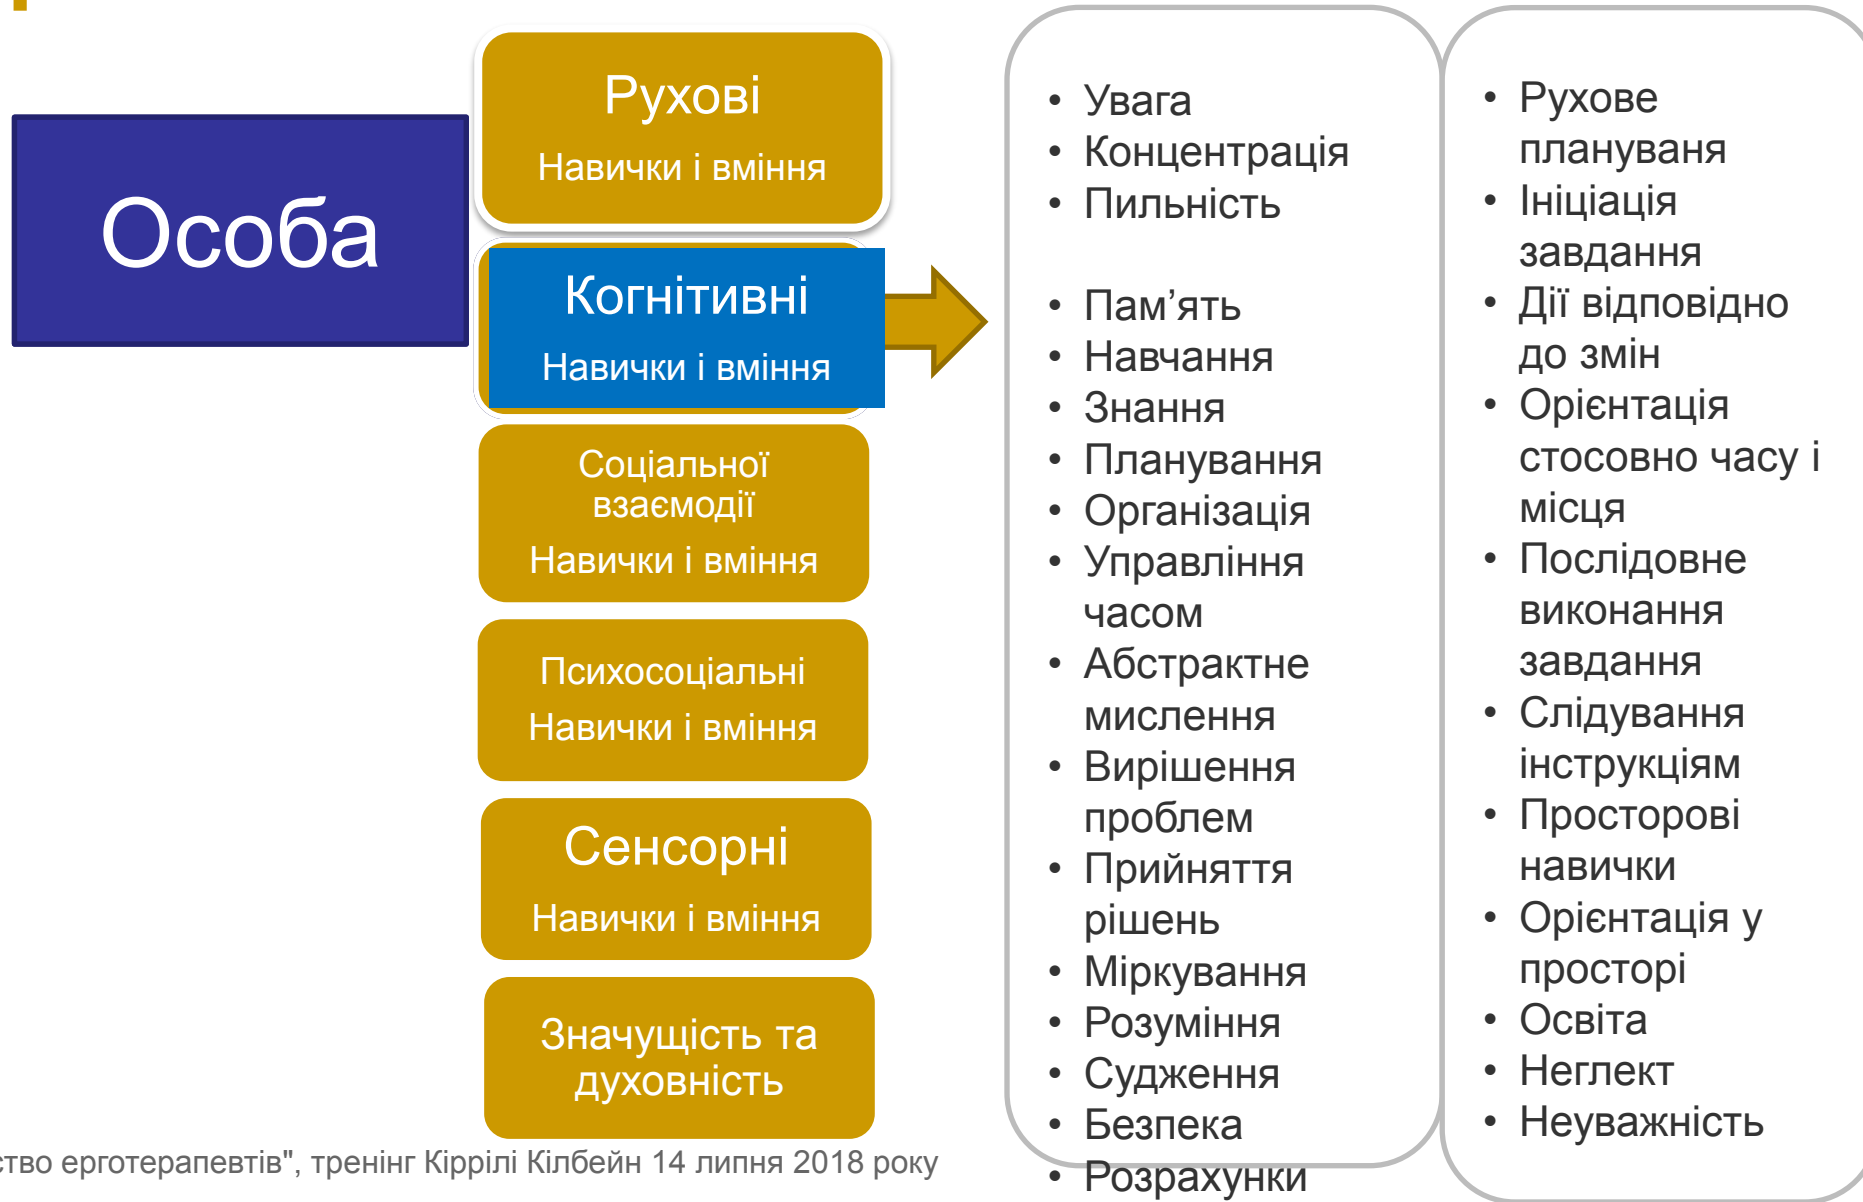 Особа
Рухові
Навички і вміння
Когнітивні
Навички і вміння
Соціальної
взаємодії
Навички і вміння
Психосоціальні
Навички і вміння
Сенсорні
Навички і вміння
Значущість та
духовність
• Увага
• Концентрація
• Пильність
• Пам’ять
• Навчання
• Знання
• Планування
• Організація
• Управління
часом
• Абстрактне
мислення
• Вирішення
проблем
• Прийняття
рішень
• Міркування
• Розуміння
• Судження
• Безпека
• Розрахунки
• Рухове
плануваня
• Ініціація
завдання
• Дії відповідно
до змін
• Орієнтація
стосовно часу і
місця
• Послідовне
виконання
завдання
• Слідування
інструкціям
• Просторові
навички
• Орієнтація у
просторі
• Освіта
• Неглект
• Неуважність
ство ерготерапевтів", тренінг Кіррілі Кілбейн 14 липня 2018 року